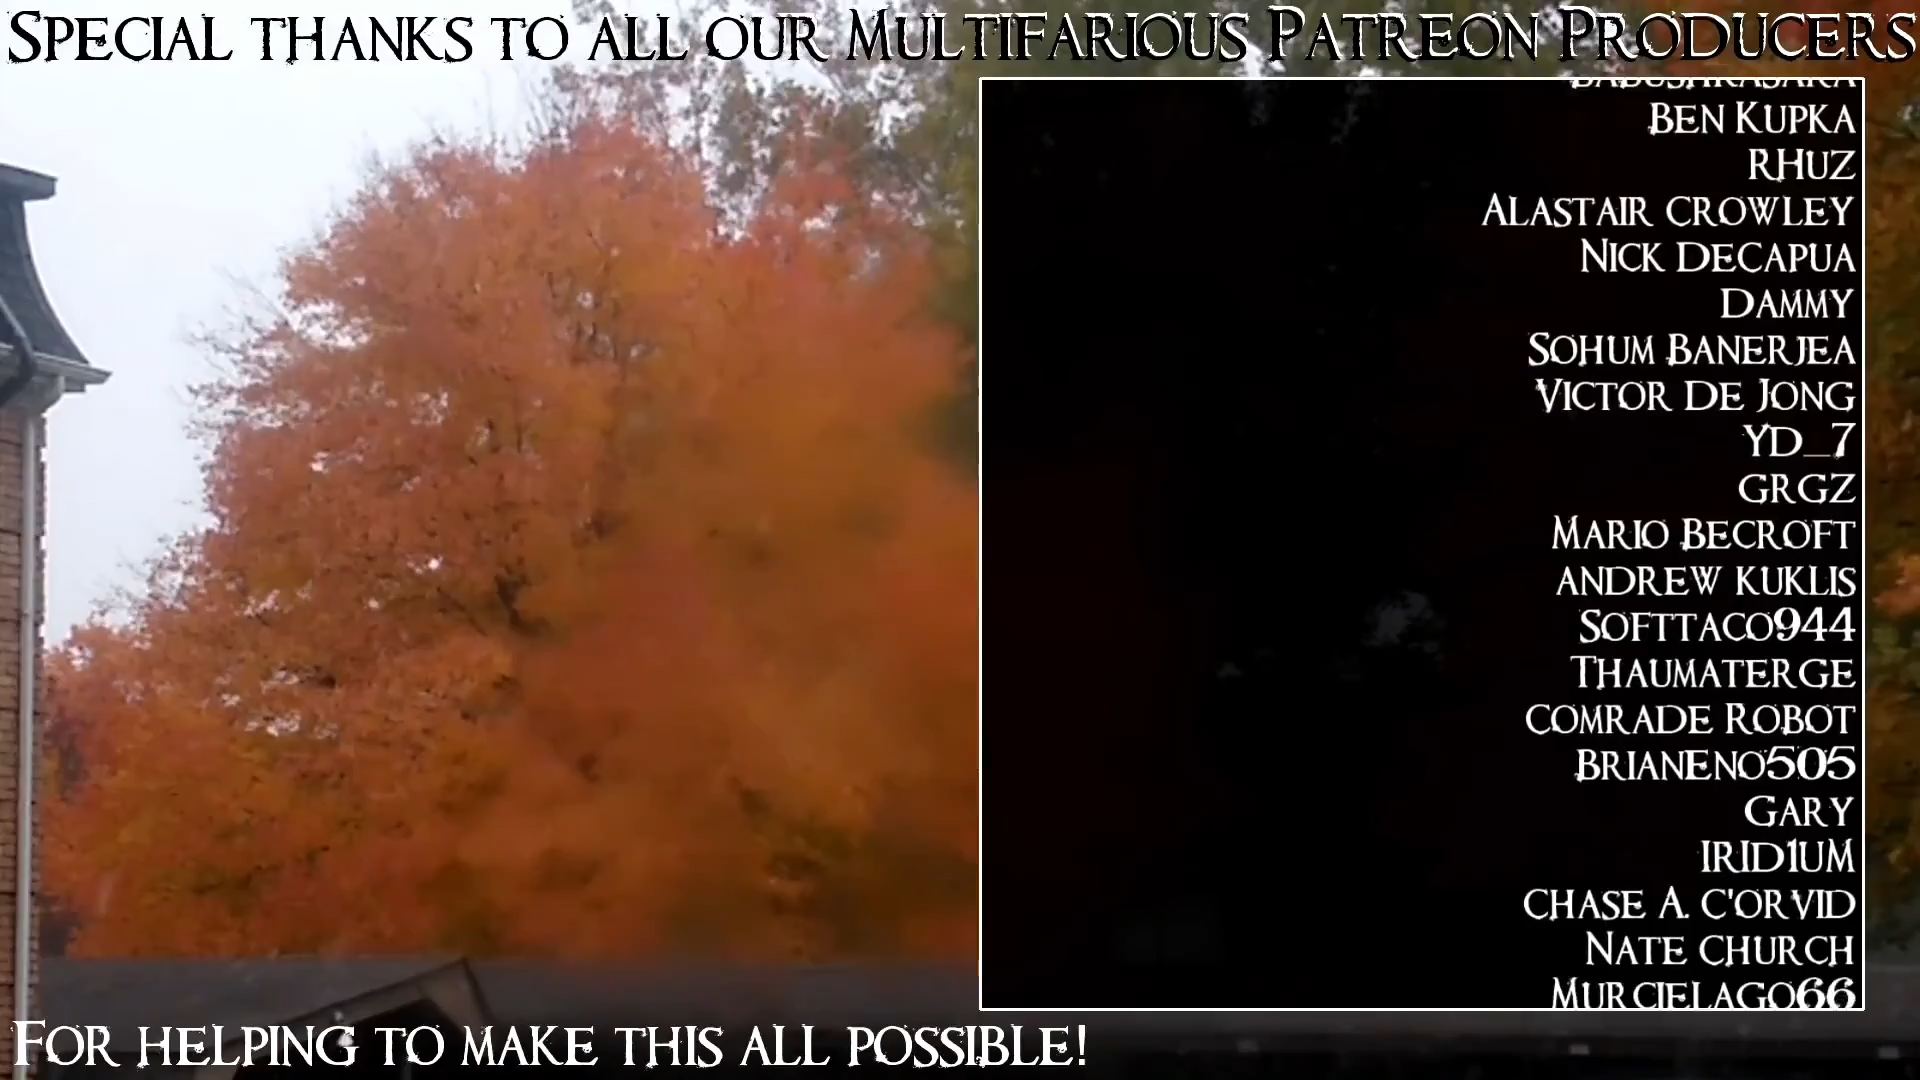 Special thanks to all our Multifarious Patreon Producers
Ben Kupka
RHuz
Alastair Crowley
Nick DeCapua
Dammy
Sohum Banerjea
Victor de Jong
YD_7
GRGZ
Mario Becroft
Andrew Kuklis
Softtaco944
Thaumaterge
Comrade Robot
BrianEno505
Gary
IRID1UM
Chase A. C'orvid
Nate Church
Murcielago66
For helping to make this all possible!